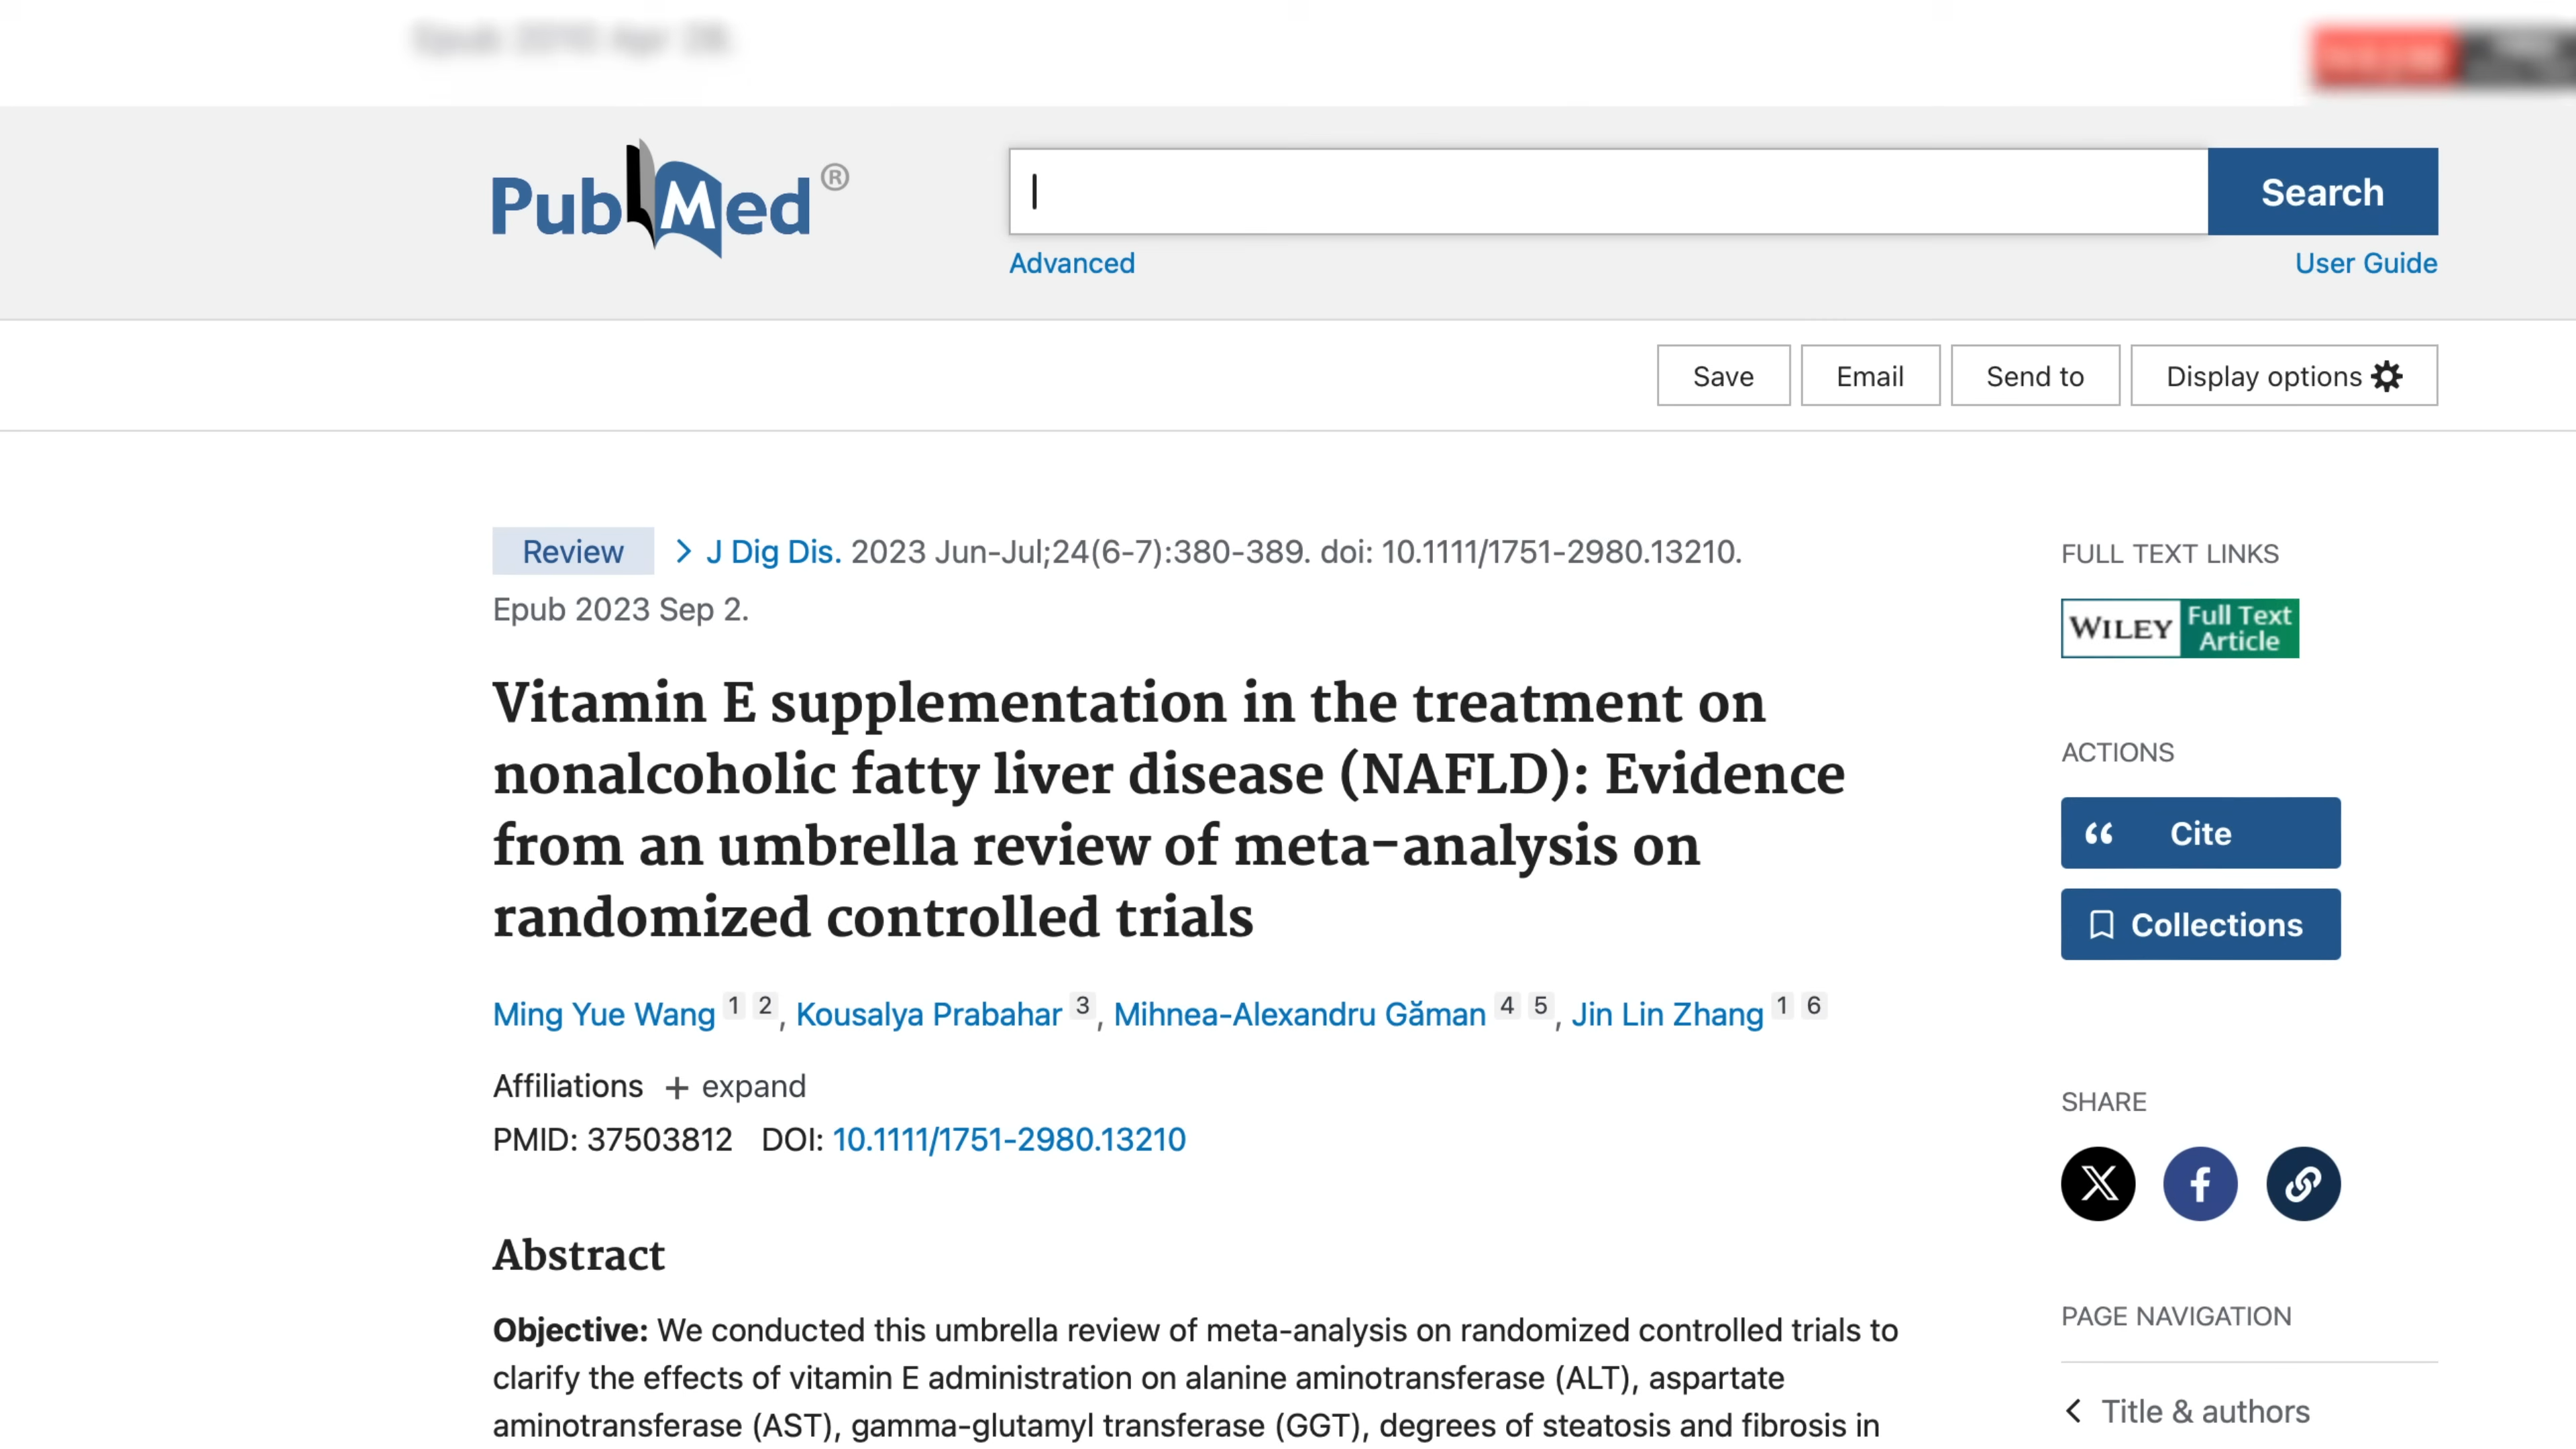 Epub 2010 Apr 28.
PubMed®
Search
Advanced
User Guide
Save
Email
Send to
Display options
Review > J Dig Dis. 2023 Jun-Jul;24(6-7):380-389. doi: 10.1111/1751-2980.13210.
Epub 2023 Sep 2.
Vitamin E supplementation in the treatment on
nonalcoholic fatty liver disease (NAFLD): Evidence
from an umbrella review of meta-analysis on
randomized controlled trials
Ming Yue Wang 1 2, Kousalya Prabahar 3, Mihnea-Alexandru Găman 4 5, Jin Lin Zhang 1 6
Affiliations + expand
PMID: 37503812 DOI: 10.1111/1751-2980.13210
Abstract
Objective: We conducted this umbrella review of meta-analysis on randomized controlled trials to
clarify the effects of vitamin E administration on alanine aminotransferase (ALT), aspartate
aminotransferase (AST), gamma-glutamyl transferase (GGT), degrees of steatosis and fibrosis in
FULL TEXT LINKS
WILEY Full Text
Article
ACTIONS
Cite
Collections
SHARE
PAGE NAVIGATION
Title & authors